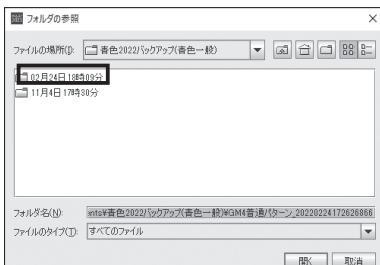 フォルダの参照
ファイルの場所(I): 青色2022バックアップ(青色一般)
02月24日18時09分
11月4日17時30分
フォルダ名(N): ents¥青色2022バックアップ(青色一般)¥GM4普通パターン_20220224172626866
ファイルのタイプ(T): すべてのファイル
開く 取消